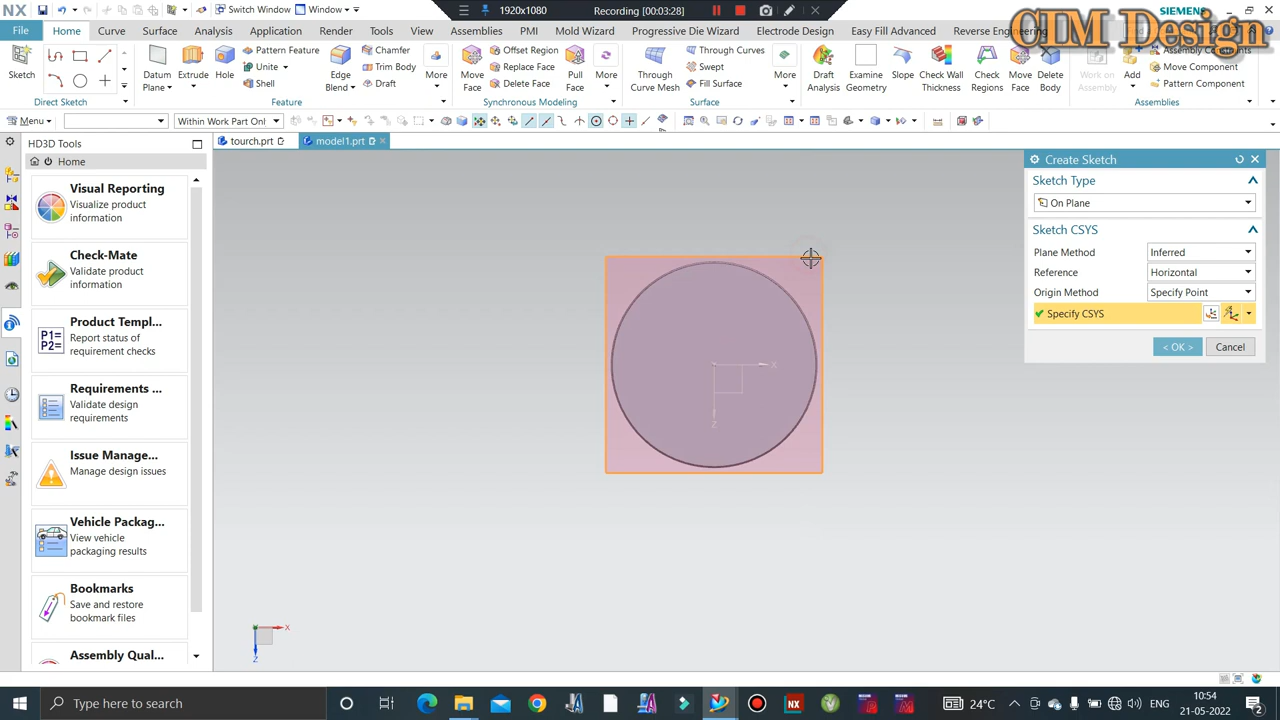 NX
Switch Window
Window
1920x1080
Recording [00:03:28]
SIEMENS
CIM Design
File
Home
Curve
Surface
Analysis
Application
Render
Tools
View
Assemblies
PMI
Mold Wizard
Progressive Die Wizard
Electrode Design
Easy Fill Advanced
Reverse Engineering
Sketch
Direct Sketch
Datum Plane
Extrude
Hole
Pattern Feature
Unite
Shell
Edge Blend
Chamfer
Trim Body
Draft
More
Feature
Move Face
Offset Region
Replace Face
Delete Face
Pull Face
More
Synchronous Modeling
Through Curve Mesh
Through Curves
Swept
Fill Surface
More
Surface
Draft Analysis
Examine Geometry
Slope
Check Wall Thickness
Check Regions
Move Face
Delete Body
Work on Assembly
Add
Assembly Constraints
Move Component
Pattern Component
Assemblies
Menu
Within Work Part Only
HD3D Tools
tourch.prt
model1.prt
Home
Visual Reporting
Visualize product information
Check-Mate
Validate product information
Product Templ...
Report status of requirement checks
P1=
P2=
Requirements ...
Validate design requirements
Issue Manage...
Manage design issues
Vehicle Packag...
View vehicle packaging results
Bookmarks
Save and restore bookmark files
Assembly Qual...
Create Sketch
Sketch Type
On Plane
Sketch CSYS
Plane Method
Inferred
Reference
Horizontal
Origin Method
Specify Point
Specify CSYS
< OK >
Cancel
X
Z
X
Z
Type here to search
24°C
ENG
10:54
21-05-2022
2